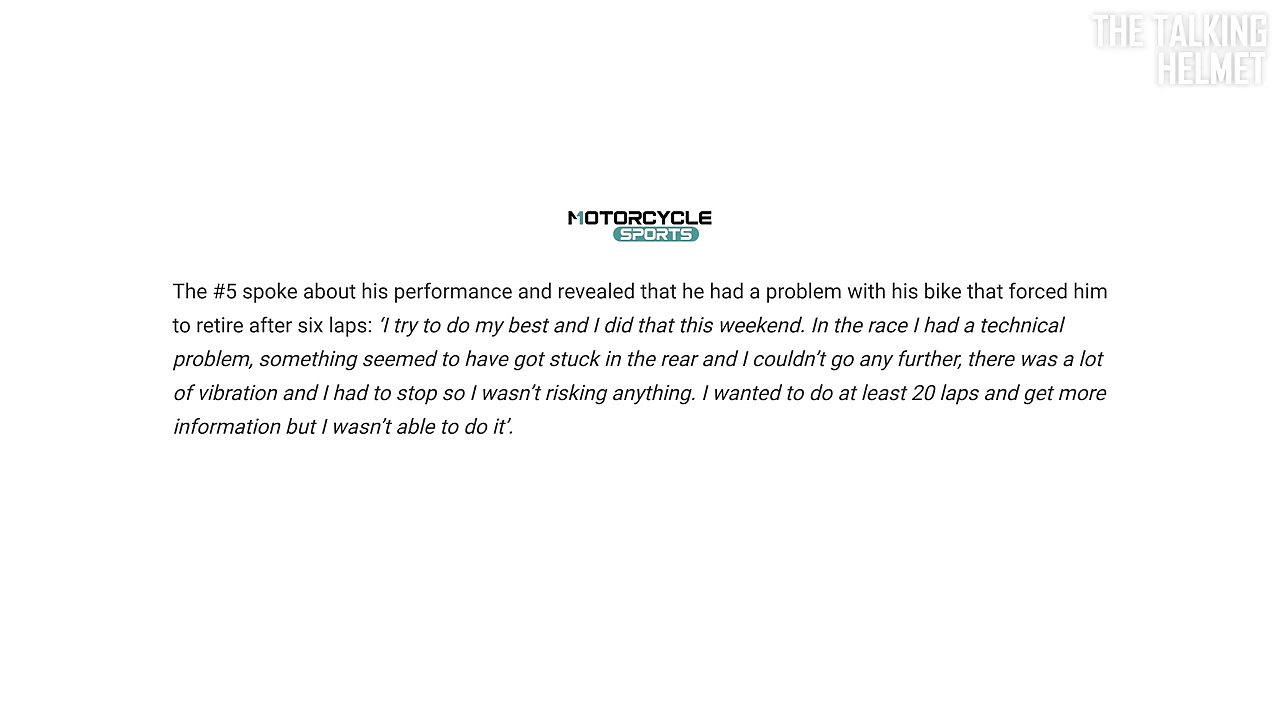 THE TALKING
HELMET
MOTORCYCLE
SPORTS
The #5 spoke about his performance and revealed that he had a problem with his bike that forced him
to retire after six laps: ‘I try to do my best and I did that this weekend. In the race I had a technical
problem, something seemed to have got stuck in the rear and I couldn’t go any further, there was a lot
of vibration and I had to stop so I wasn’t risking anything. I wanted to do at least 20 laps and get more
information but I wasn’t able to do it’.